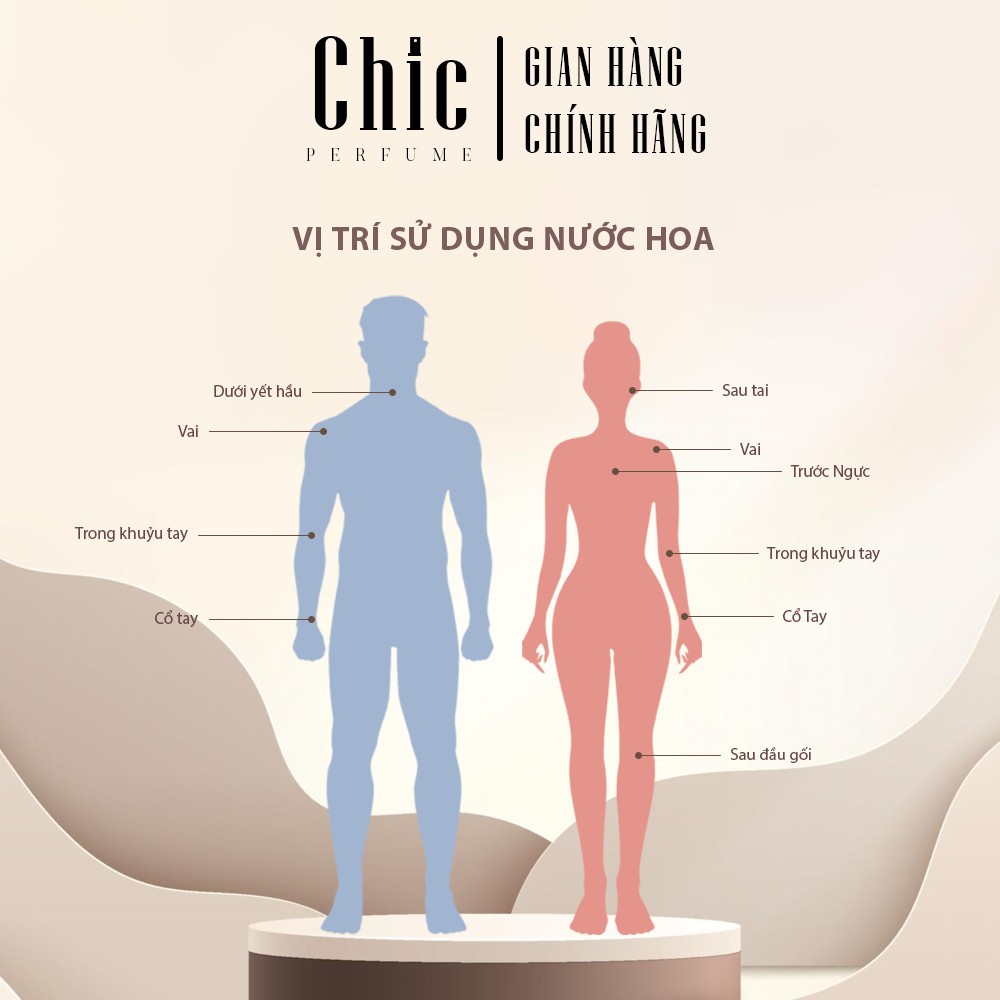 Chic
PERFUME
GIAN HÀNG
CHÍNH HÃNG
VỊ TRÍ SỬ DỤNG NƯỚC HOA
Dưới yết hầu
Vai
Trong khuỷu tay
Cổ tay
Sau tai
Vai
Trước Ngực
Trong khuỷu tay
Cổ Tay
Sau đầu gối